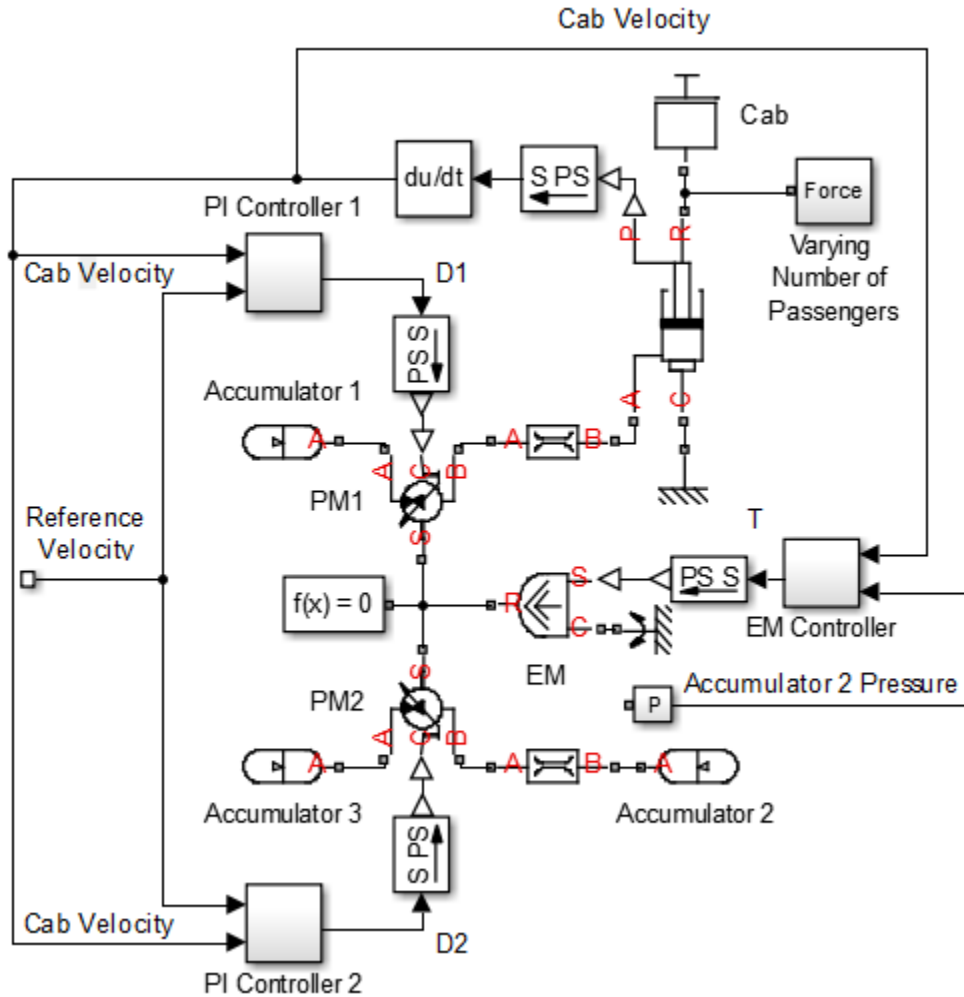 Cab Velocity
Cab
du/dt
S PS
Force
PI Controller 1
P
R
Varying
Number of
Passengers
Cab Velocity
D1
PS S
A
C
Accumulator 1
A
A
C
B
A
B
PM1
S
Reference
Velocity
T
f(x) = 0
R
S
C
PS S
EM Controller
EM
S
PM2
P
Accumulator 2 Pressure
A
C
B
A
A
B
A
Accumulator 3
Accumulator 2
S PS
Cab Velocity
D2
PI Controller 2